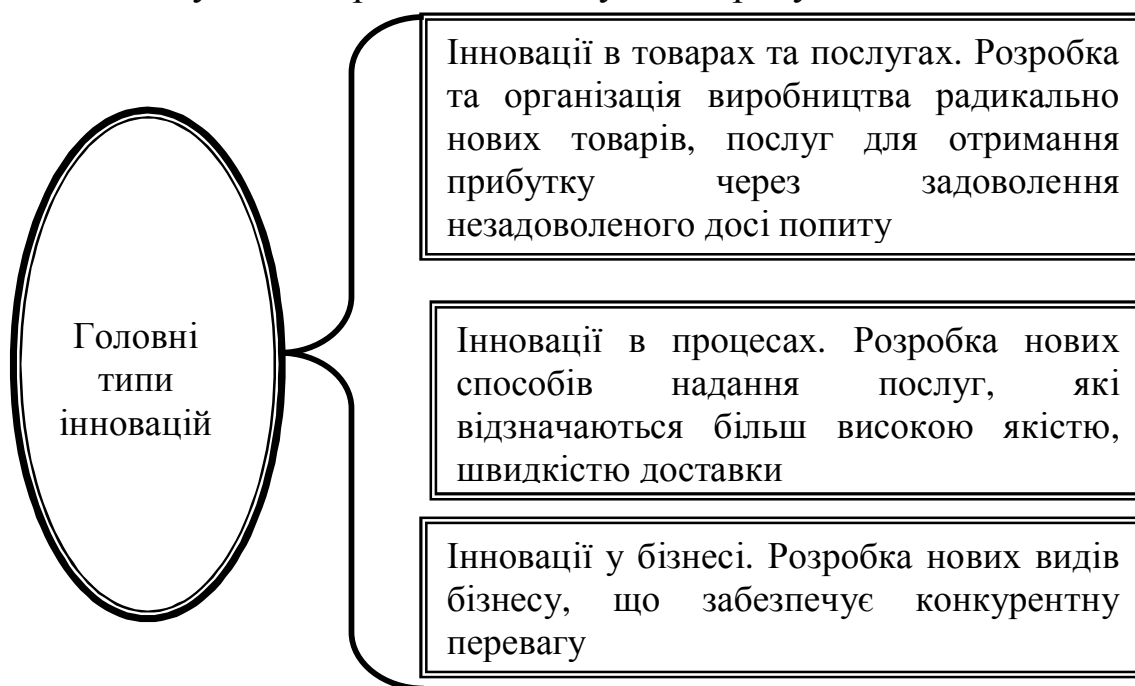 Головні
типи
інновацій
Інновації в товарах та послугах. Розробка
та організація виробництва радикально
нових товарів, послуг для отримання
прибутку через задоволення
незадоволеного досі попиту
Інновації в процесах. Розробка нових
способів надання послуг, які
відзначаються більш високою якістю,
швидкістю доставки
Інновації у бізнесі. Розробка нових видів
бізнесу, що забезпечує конкурентну
перевагу